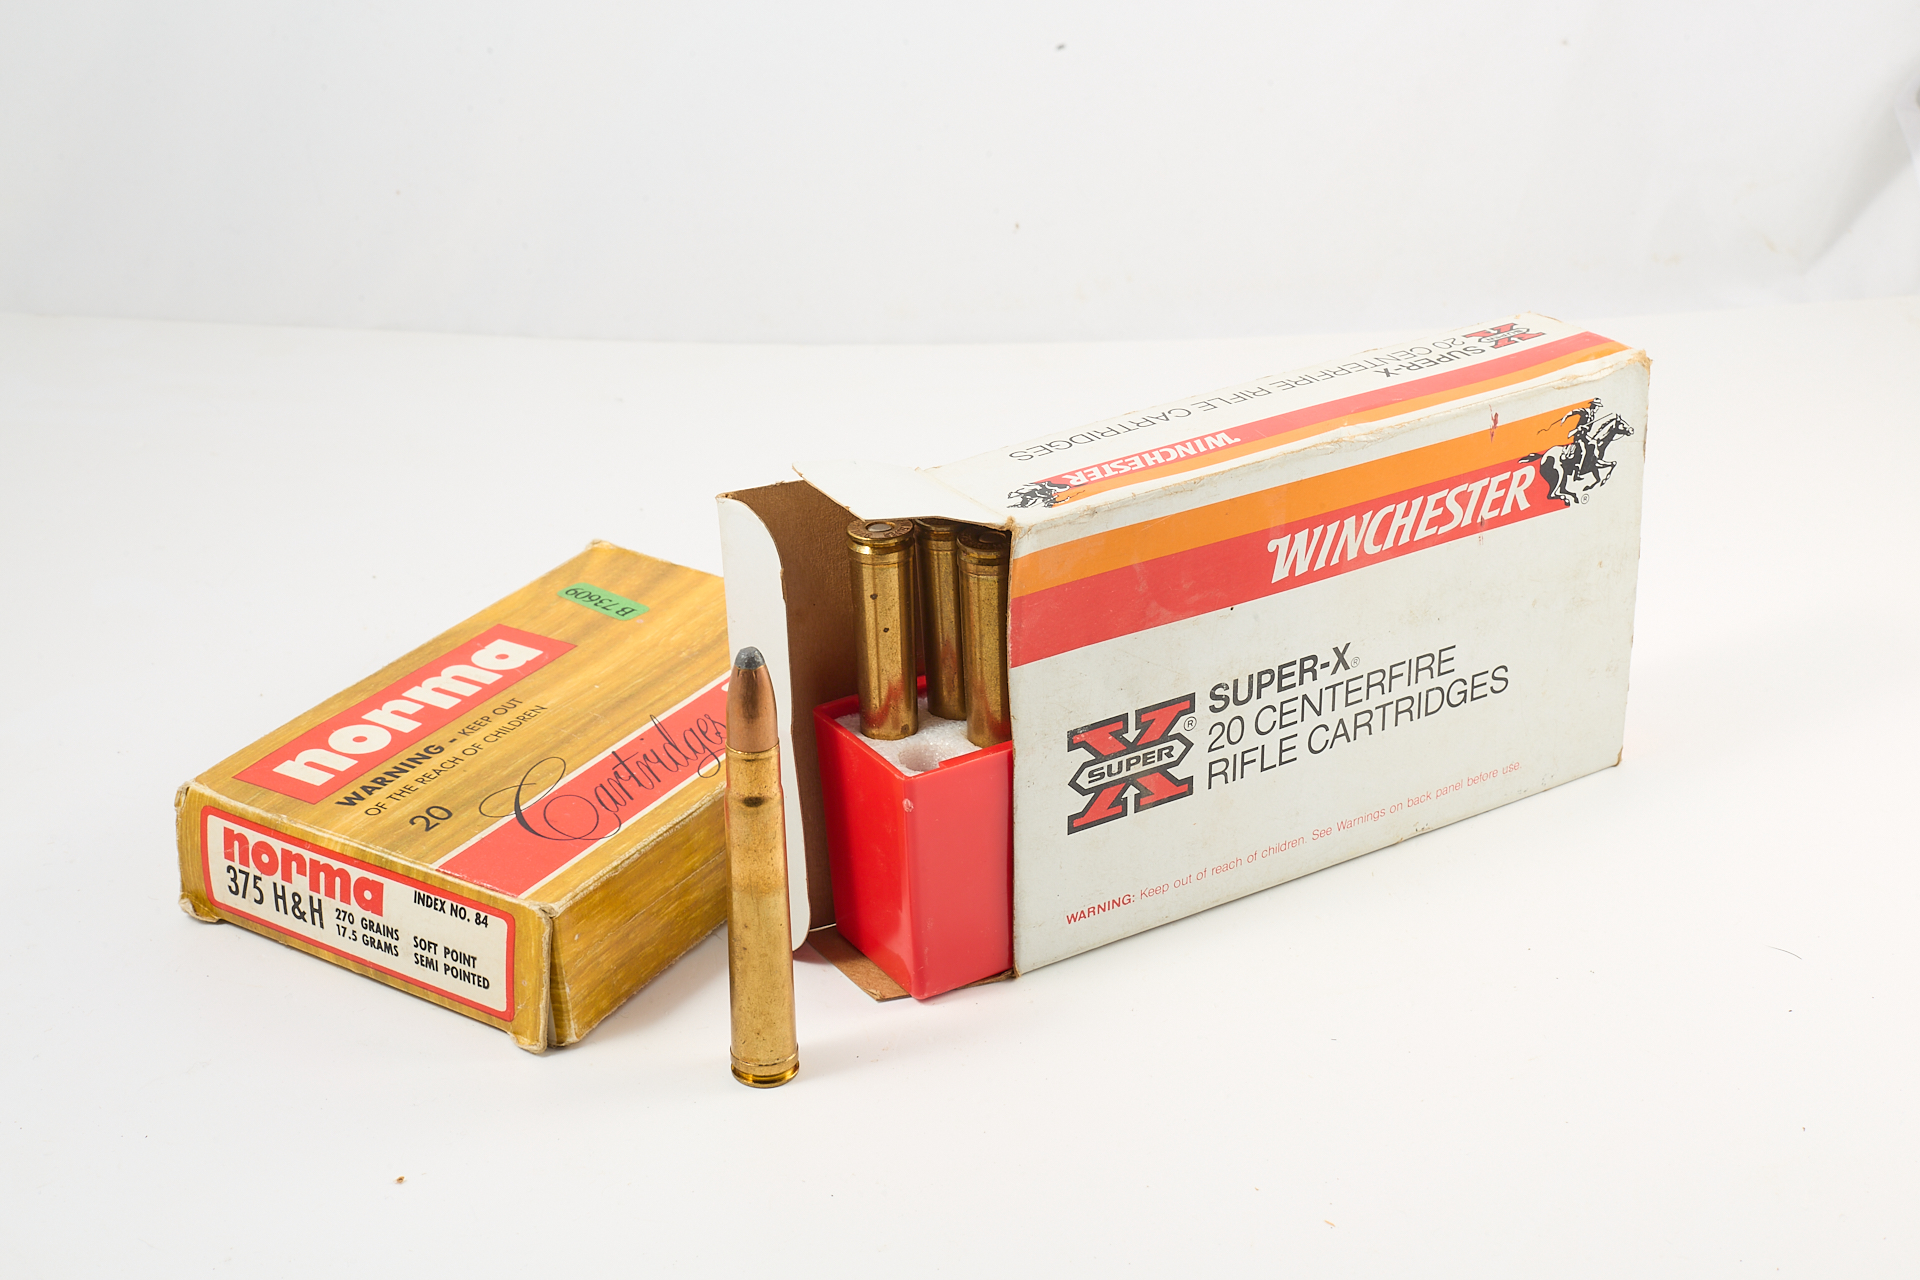 B 73609
norma
WARNING - KEEP OUT
OF THE REACH OF CHILDREN
20
Cartridges
norma
375 H&H
270 GRAINS
17.5 GRAMS
INDEX NO. 84
SOFT POINT
SEMI POINTED
X
SUPER
SUPER-X
20 CENTERFIRE RIFLE CARTRIDGES
WINCHESTER
WINCHESTER
®
X
SUPER
®
SUPER-X®
20 CENTERFIRE
RIFLE CARTRIDGES
WARNING: Keep out of reach of children. See Warnings on back panel before use.